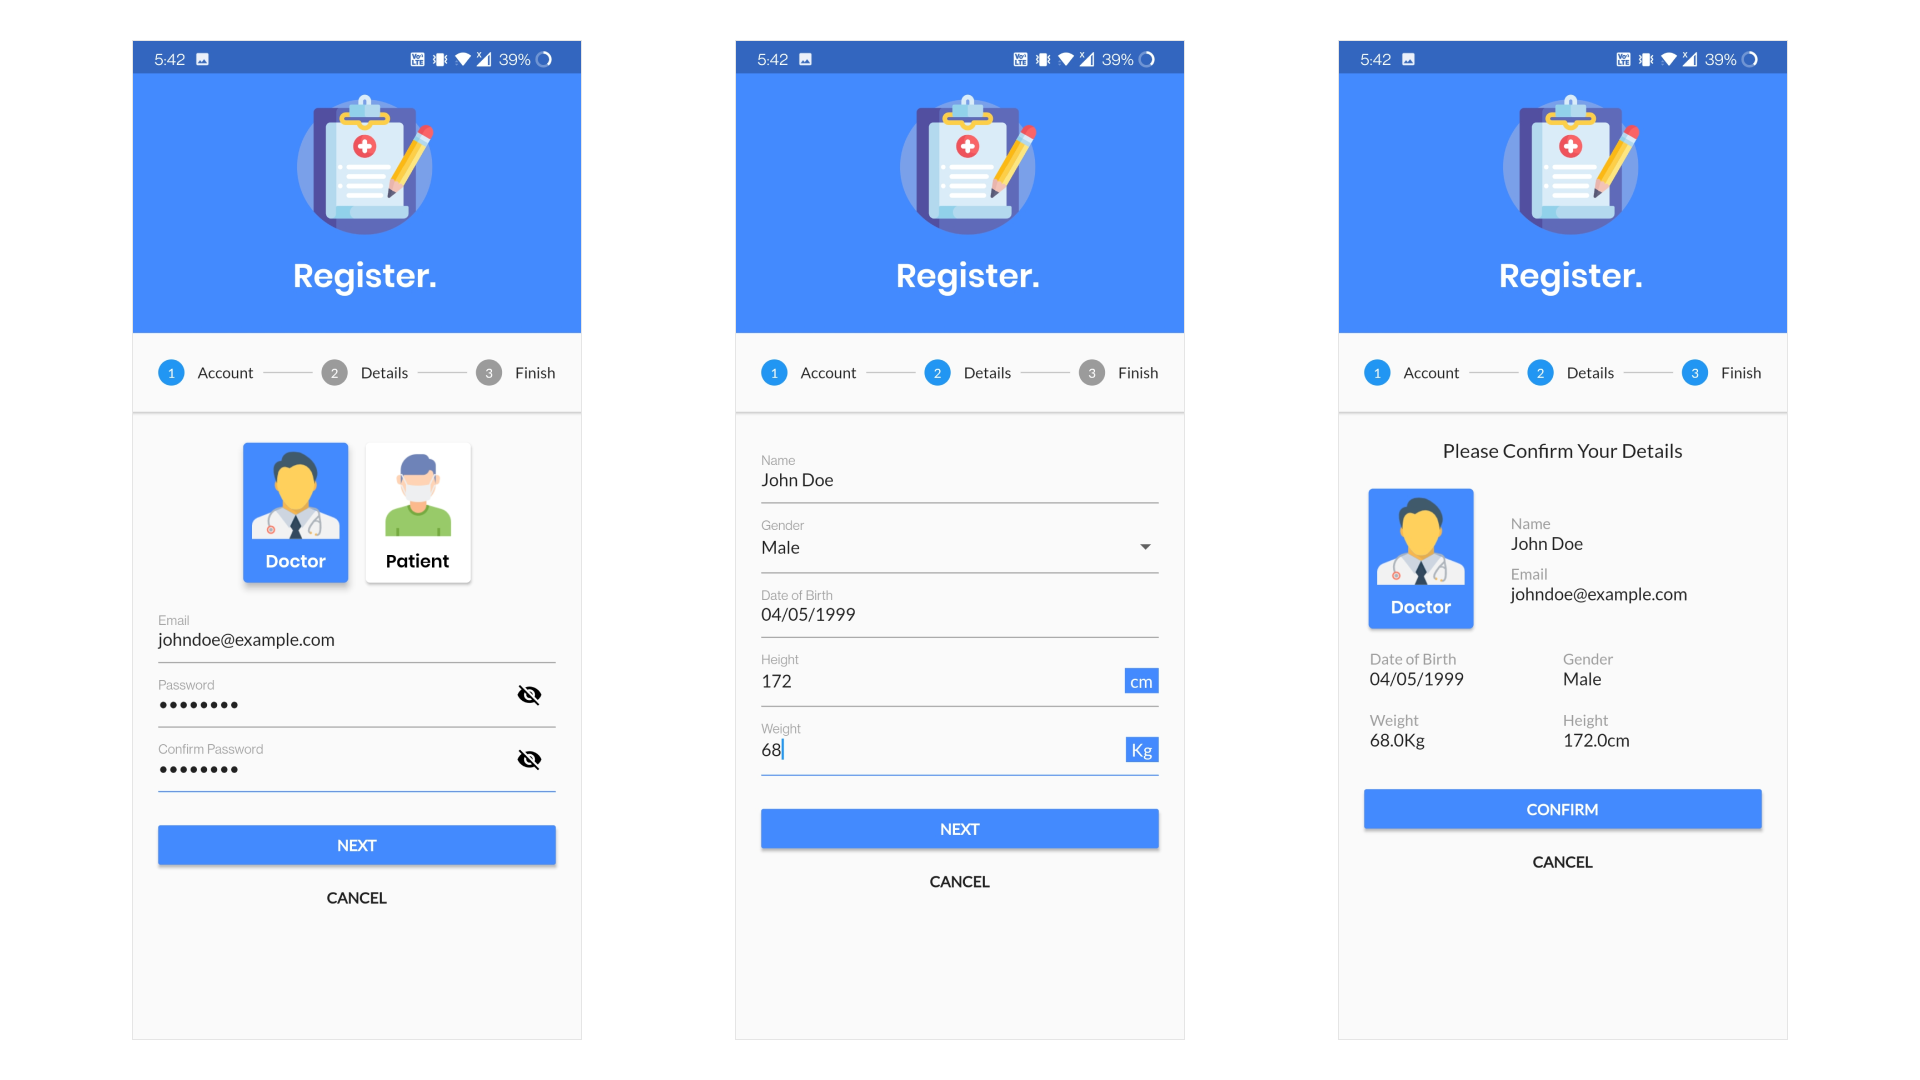 5:42 39%
Register.
1 Account 2 Details 3 Finish
Doctor Patient
Email
johndoe@example.com
Password
••••••••
Confirm Password
••••••••
NEXT
CANCEL
5:42 39%
Register.
1 Account 2 Details 3 Finish
Name
John Doe
Gender
Male
Date of Birth
04/05/1999
Height
172 cm
Weight
68 Kg
NEXT
CANCEL
5:42 39%
Register.
1 Account 2 Details 3 Finish
Please Confirm Your Details
Doctor
Name
John Doe
Email
johndoe@example.com
Date of Birth Gender
04/05/1999 Male
Weight Height
68.0Kg 172.0cm
CONFIRM
CANCEL